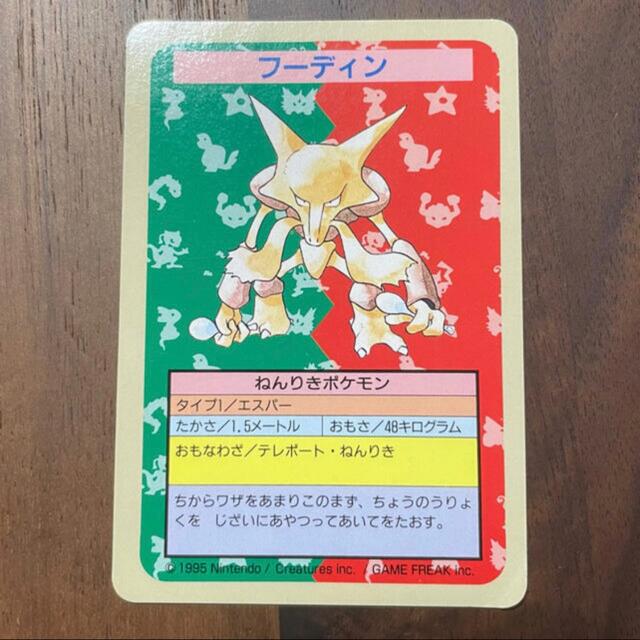 フーディン
ねんりきポケモン
タイプ1/エスパー
たかさ/1.5メートル おもさ/48キログラム
おもなわざ/テレポート・ねんりき
ちからワザをあまりこのまず、ちょうのうりょ
くを じざいにあやつってあいてをたおす。
© 1995 Nintendo / Creatures inc. / GAME FREAK inc.